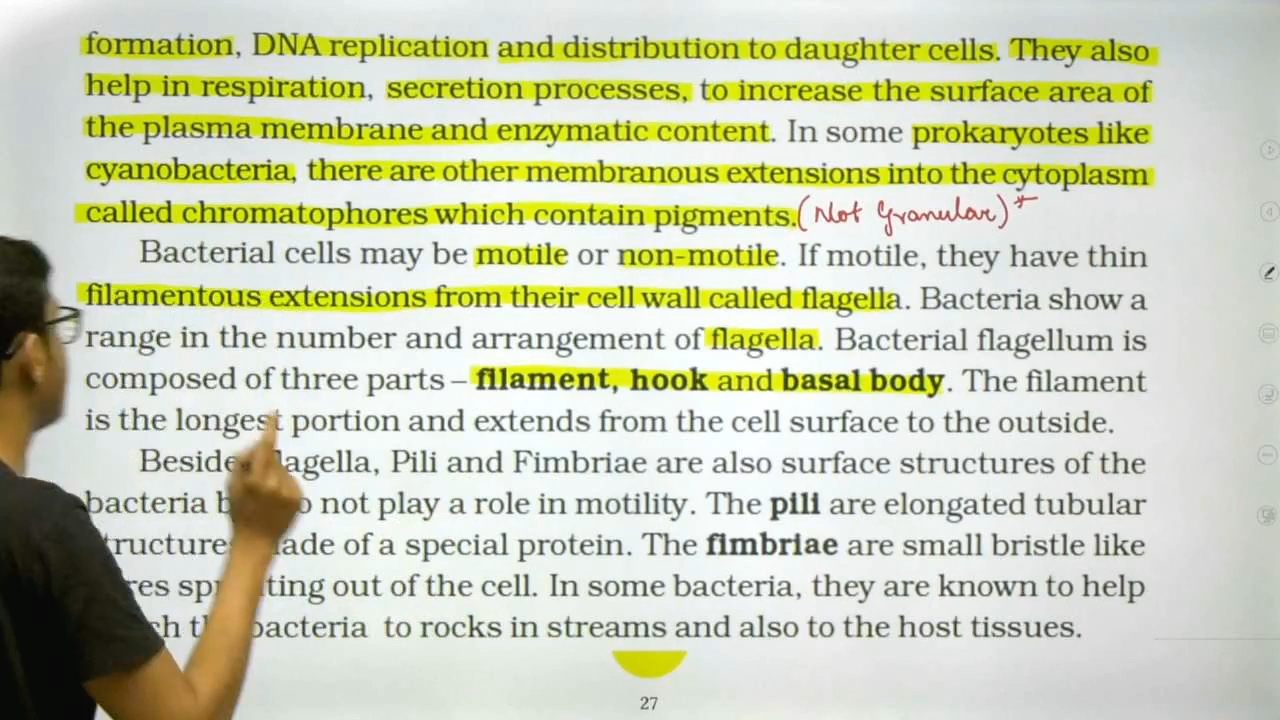 formation, DNA replication and distribution to daughter cells. They also
help in respiration, secretion processes, to increase the surface area of
the plasma membrane and enzymatic content. In some prokaryotes like
cyanobacteria, there are other membranous extensions into the cytoplasm
called chromatophores which contain pigments. (Not Granular)*
Bacterial cells may be motile or non-motile. If motile, they have thin
filamentous extensions from their cell wall called flagella. Bacteria show a
range in the number and arrangement of flagella. Bacterial flagellum is
composed of three parts – filament, hook and basal body. The filament
is the longest portion and extends from the cell surface to the outside.
flagella, Pili and Fimbriae are also surface structures of the
bacteria not play a role in motility. The pili are elongated tubular
made of a special protein. The fimbriae are small bristle like
out of the cell. In some bacteria, they are known to help
bacteria to rocks in streams and also to the host tissues.
27